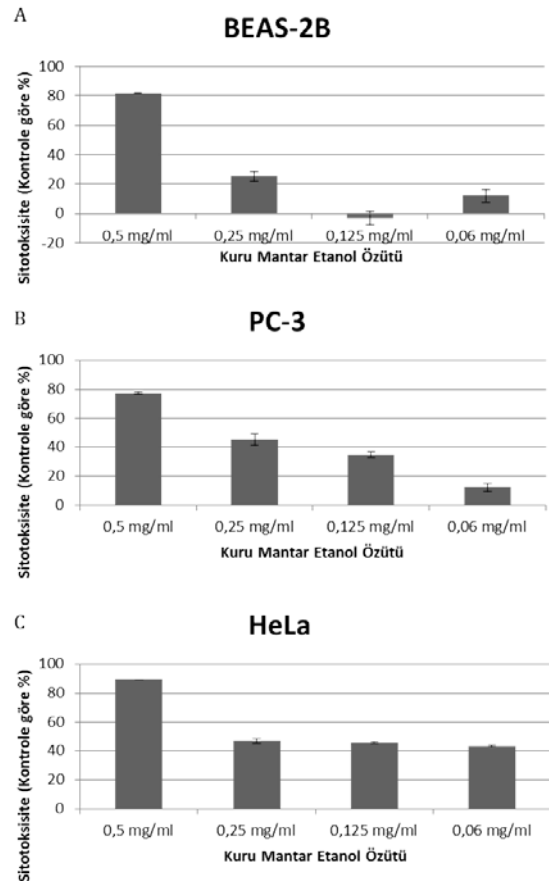 A
BEAS-2B
Sitotoksisite (Kontrole göre %)
100
80
60
40
20
0
-20
0,5 mg/ml 0,25 mg/ml 0,125 mg/ml 0,06 mg/ml
Kuru Mantar Etanol Özütü
B
PC-3
Sitotoksisite (Kontrole göre %)
100
80
60
40
20
0
0,5 mg/ml 0,25 mg/ml 0,125 mg/ml 0,06 mg/ml
Kuru Mantar Etanol Özütü
C
HeLa
Sitotoksisite (Kontrole göre %)
100
80
60
40
20
0
0,5 mg/ml 0,25 mg/ml 0,125 mg/ml 0,06 mg/ml
Kuru Mantar Etanol Özütü